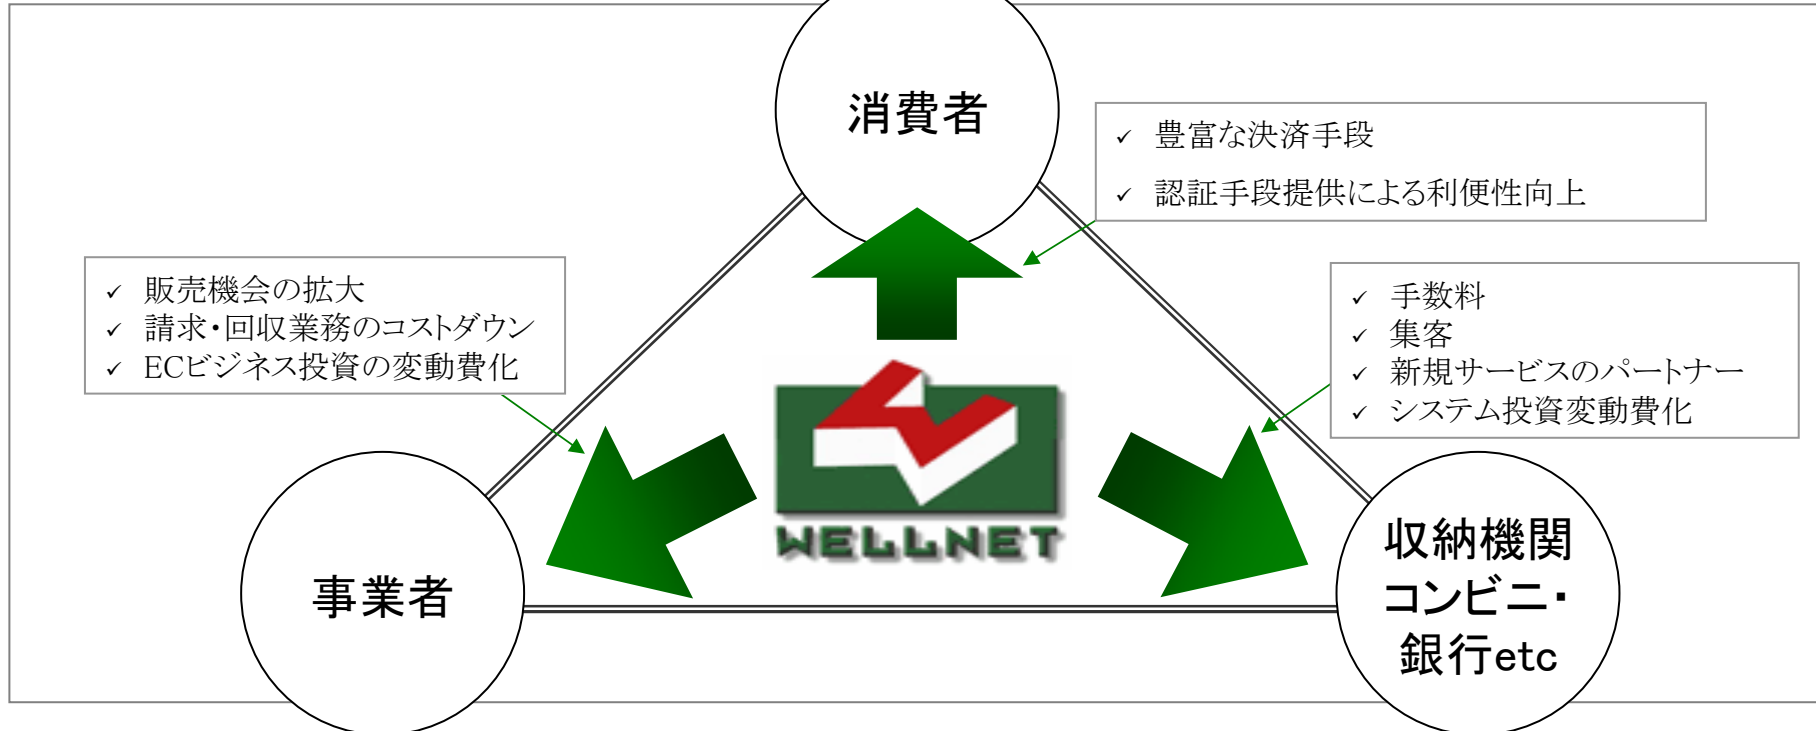 消費者
✓ 豊富な決済手段
✓ 認証手段提供による利便性向上
✓ 販売機会の拡大
✓ 請求・回収業務のコストダウン
✓ ECビジネス投資の変動費化
✓ 手数料
✓ 集客
✓ 新規サービスのパートナー
✓ システム投資変動費化
WELLNET
事業者
収納機関
コンビニ・
銀行etc